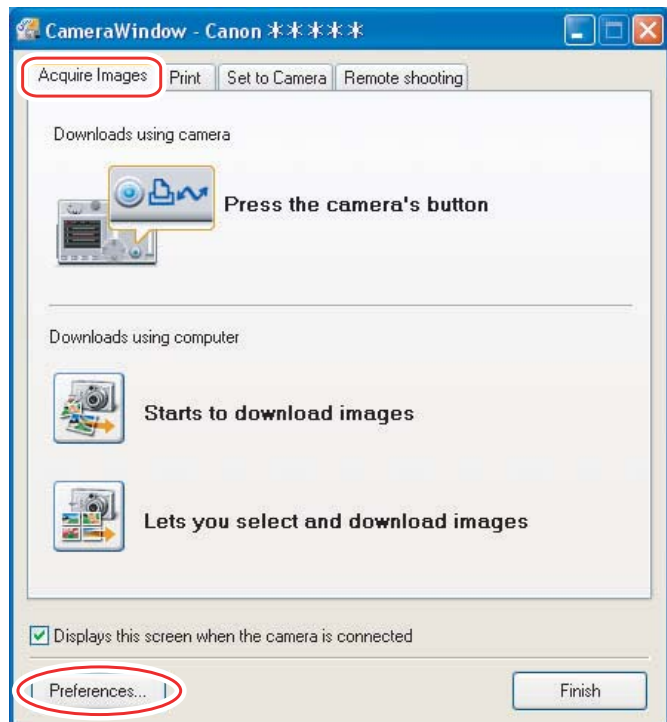 CameraWindow - Canon ＊＊＊＊＊
Acquire Images Print Set to Camera Remote shooting
Downloads using camera
Press the camera's button
Downloads using computer
Starts to download images
Lets you select and download images
Displays this screen when the camera is connected
Preferences... Finish